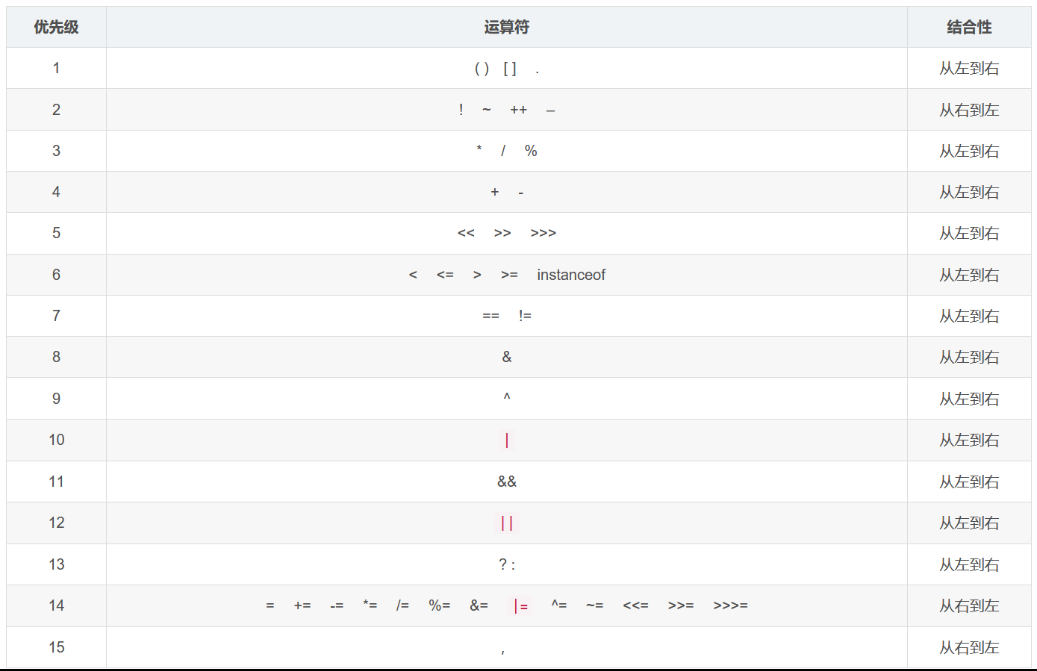 优先级 运算符 结合性
1 ( ) [ ] . 从左到右
2 ! ~ ++ – 从右到左
3 * / % 从左到右
4 + - 从左到右
5 << >> >>> 从左到右
6 < <= > >= instanceof 从左到右
7 == != 从左到右
8 & 从左到右
9 ^ 从左到右
10 | 从左到右
11 && 从左到右
12 || 从左到右
13 ? : 从左到右
14 = += -= *= /= %= &= |= ^= ~= <<= >>= >>>= 从右到左
15 , 从右到左